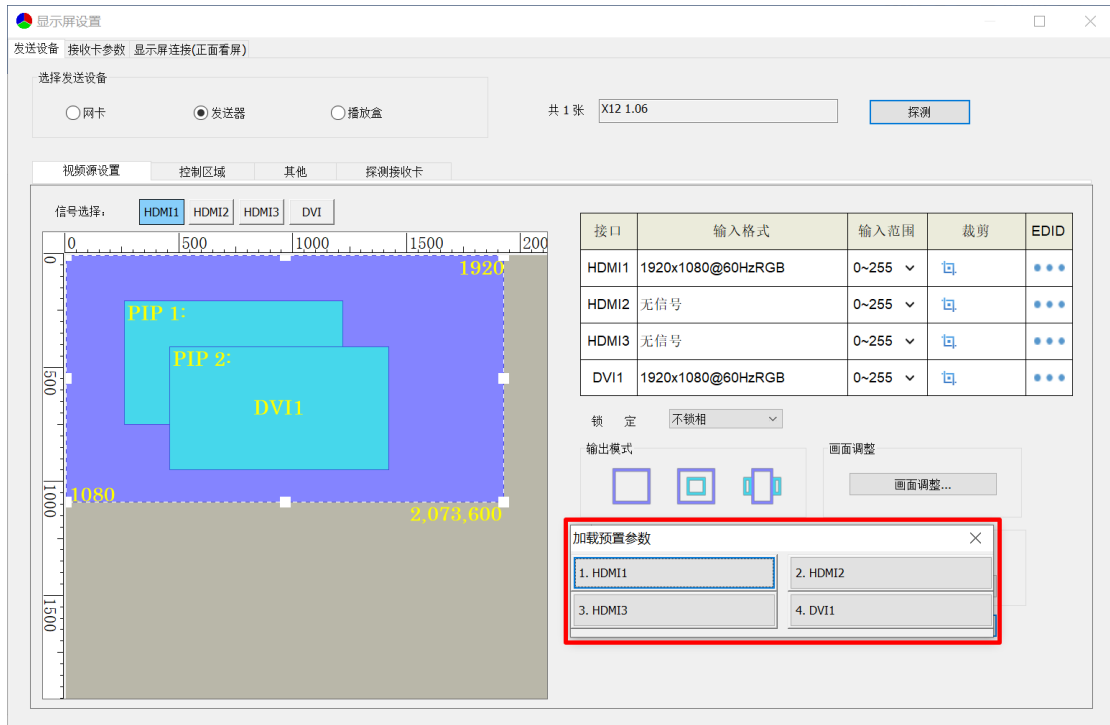 显示屏设置
发送设备 接收卡参数 显示屏连接(正面看屏)
选择发送设备
网卡 发送器 播放盒
共 1 张 X12 1.06 探测
视频源设置 控制区域 其他 探测接收卡
信号选择: HDMI1 HDMI2 HDMI3 DVI
0 500 1000 1500 200
0
500
1000
1500
1920
PIP 1:
PIP 2:
DVI1
1080
2,073,600
接口 输入格式 输入范围 裁剪 EDID
HDMI1 1920x1080@60HzRGB 0~255
HDMI2 无信号 0~255
HDMI3 无信号 0~255
DVI1 1920x1080@60HzRGB 0~255
锁 定 不锁相
输出模式
画面调整
画面调整...
加载预置参数
1. HDMI1 2. HDMI2
3. HDMI3 4. DVI1